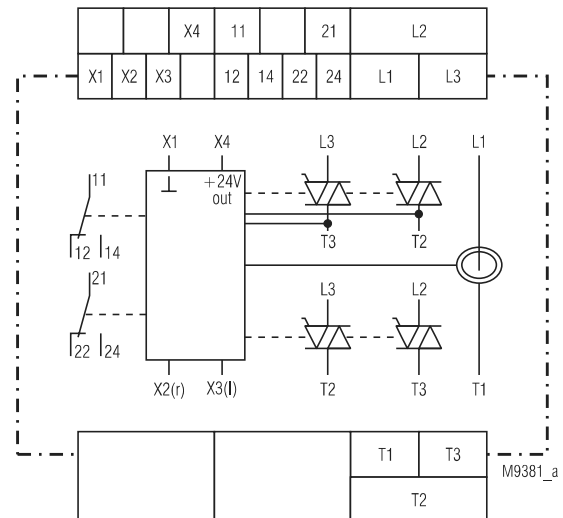 X4 11 21 L2
X1 X2 X3 12 14 22 24 L1 L3
X1 X4 L3 L2 L1
11
+24V
out
12 14
T3 T2
21
L3 L2
22 24
X2(r) X3(l) T2 T3 T1
T1 T3
M9381_a
T2